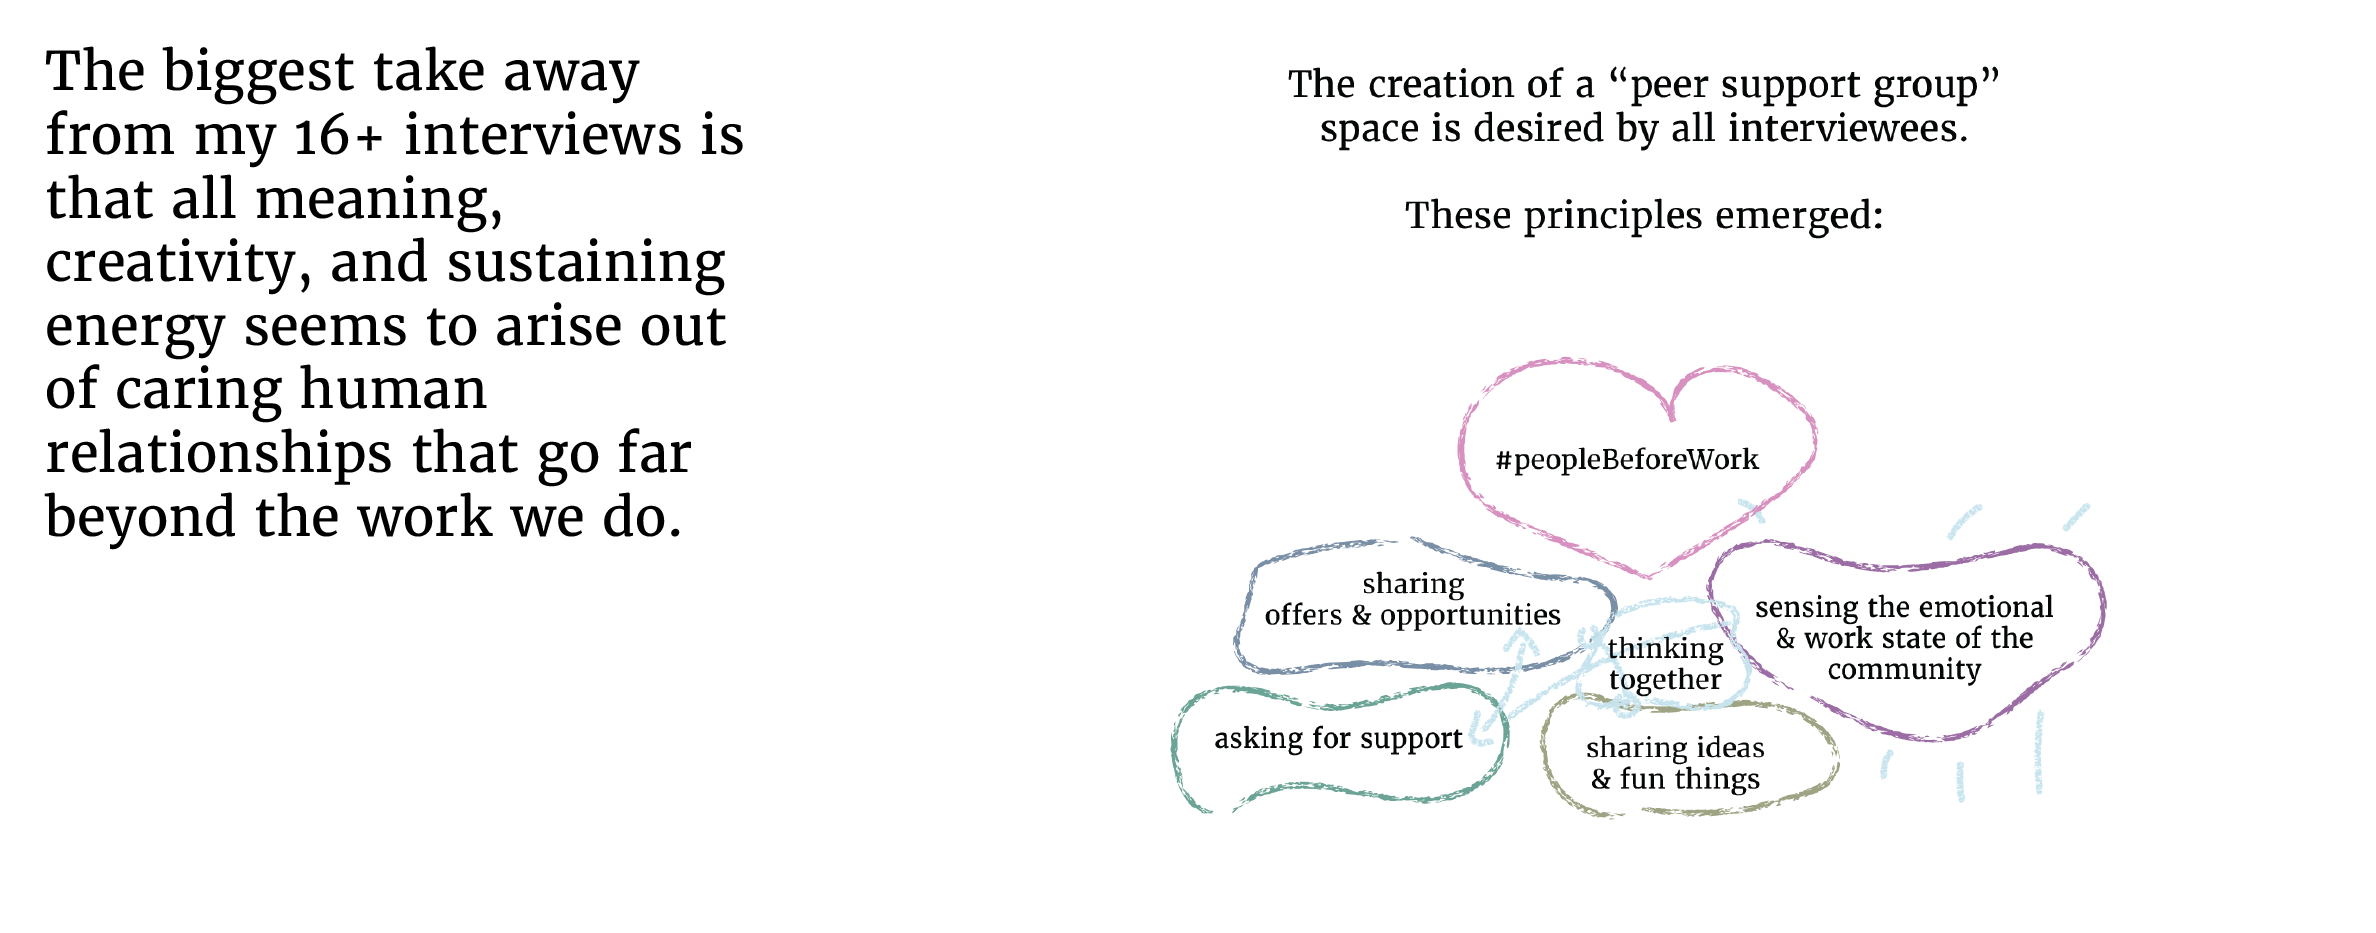 The biggest take away
from my 16+ interviews is
that all meaning,
creativity, and sustaining
energy seems to arise out
of caring human
relationships that go far
beyond the work we do.
The creation of a “peer support group”
space is desired by all interviewees.
These principles emerged:
#peopleBeforeWork
sharing
offers & opportunities
sensing the emotional
& work state of the
community
thinking
together
asking for support
sharing ideas
& fun things